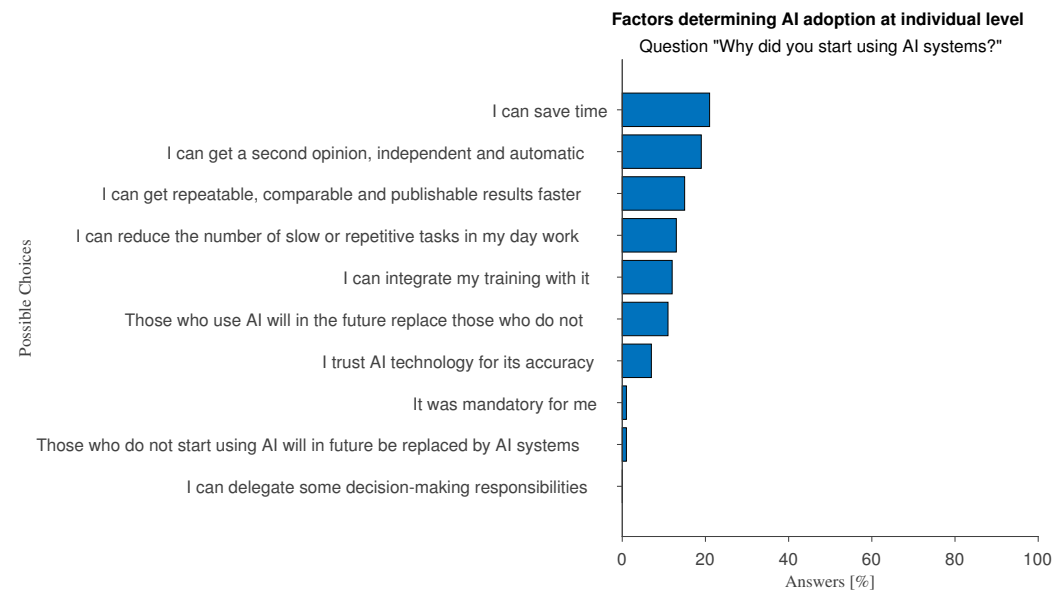 Factors determining AI adoption at individual level
Question "Why did you start using AI systems?"
Possible Choices
I can save time
I can get a second opinion, independent and automatic
I can get repeatable, comparable and publishable results faster
I can reduce the number of slow or repetitive tasks in my day work
I can integrate my training with it
Those who use AI will in the future replace those who do not
I trust AI technology for its accuracy
It was mandatory for me
Those who do not start using AI will in future be replaced by AI systems
I can delegate some decision-making responsibilities
0 20 40 60 80 100
Answers [%]